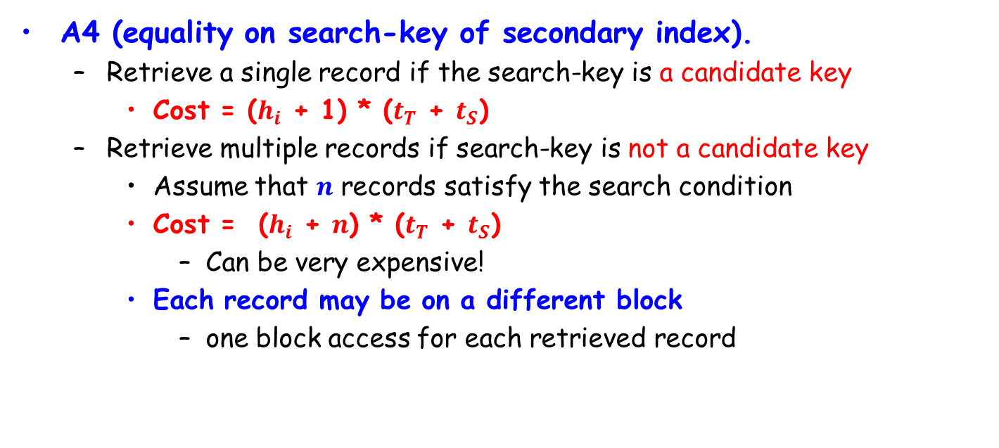 • A4 (equality on search-key of secondary index).
– Retrieve a single record if the search-key is a candidate key
• Cost = (hᵢ + 1) * (t_T + t_S)
– Retrieve multiple records if search-key is not a candidate key
• Assume that n records satisfy the search condition
• Cost = (hᵢ + n) * (t_T + t_S)
– Can be very expensive!
• Each record may be on a different block
– one block access for each retrieved record